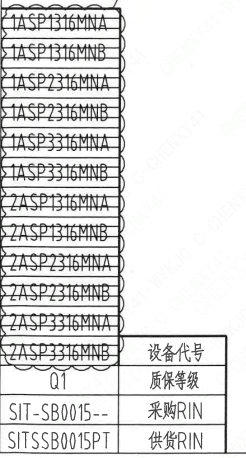 1ASP1316MNA
1ASP1316MNB
1ASP2316MNA
1ASP2316MNB
1ASP3316MNA
1ASP3316MNB
2ASP1316MNA
2ASP1316MNB
2ASP2316MNA
2ASP2316MNB
2ASP3316MNA
2ASP3316MNB 设备代号
Q1 质保等级
SIT-SB0015-- 采购RIN
SITSSB0015PT 供货RIN